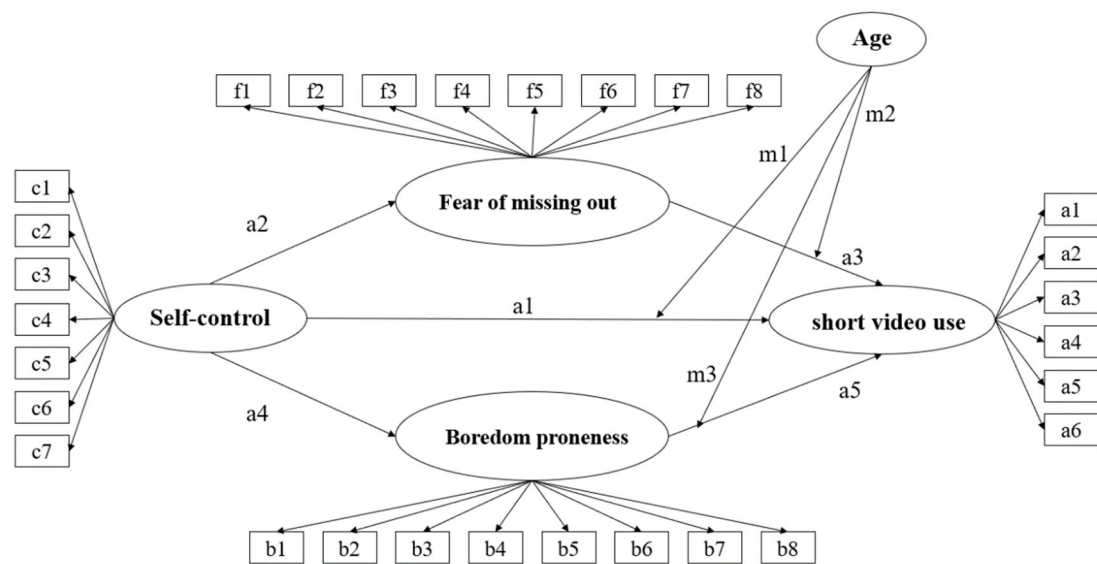 Age
f1 f2 f3 f4 f5 f6 f7 f8
m2
m1
c1
c2
c3
c4
c5
c6
c7
Fear of missing out
a2
a3
Self-control
a1
short video use
a1
a2
a3
a4
a5
a6
m3
a4
a5
Boredom proneness
b1 b2 b3 b4 b5 b6 b7 b8